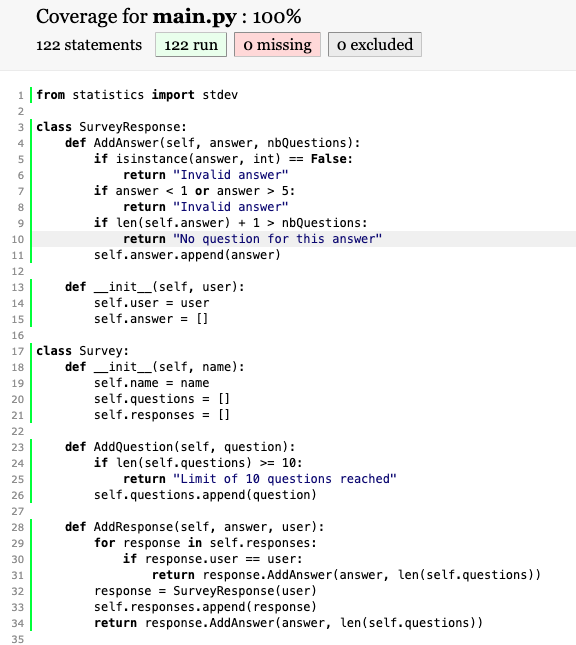 Coverage for main.py : 100%
122 statements 122 run 0 missing 0 excluded
1 from statistics import stdev
2
3 class SurveyResponse:
4     def AddAnswer(self, answer, nbQuestions):
5         if isinstance(answer, int) == False:
6             return "Invalid answer"
7         if answer < 1 or answer > 5:
8             return "Invalid answer"
9         if len(self.answer) + 1 > nbQuestions:
10             return "No question for this answer"
11         self.answer.append(answer)
12
13     def __init__(self, user):
14         self.user = user
15         self.answer = []
16
17 class Survey:
18     def __init__(self, name):
19         self.name = name
20         self.questions = []
21         self.responses = []
22
23     def AddQuestion(self, question):
24         if len(self.questions) >= 10:
25             return "Limit of 10 questions reached"
26         self.questions.append(question)
27
28     def AddResponse(self, answer, user):
29         for response in self.responses:
30             if response.user == user:
31                 return response.AddAnswer(answer, len(self.questions))
32         response = SurveyResponse(user)
33         self.responses.append(response)
34         return response.AddAnswer(answer, len(self.questions))
35